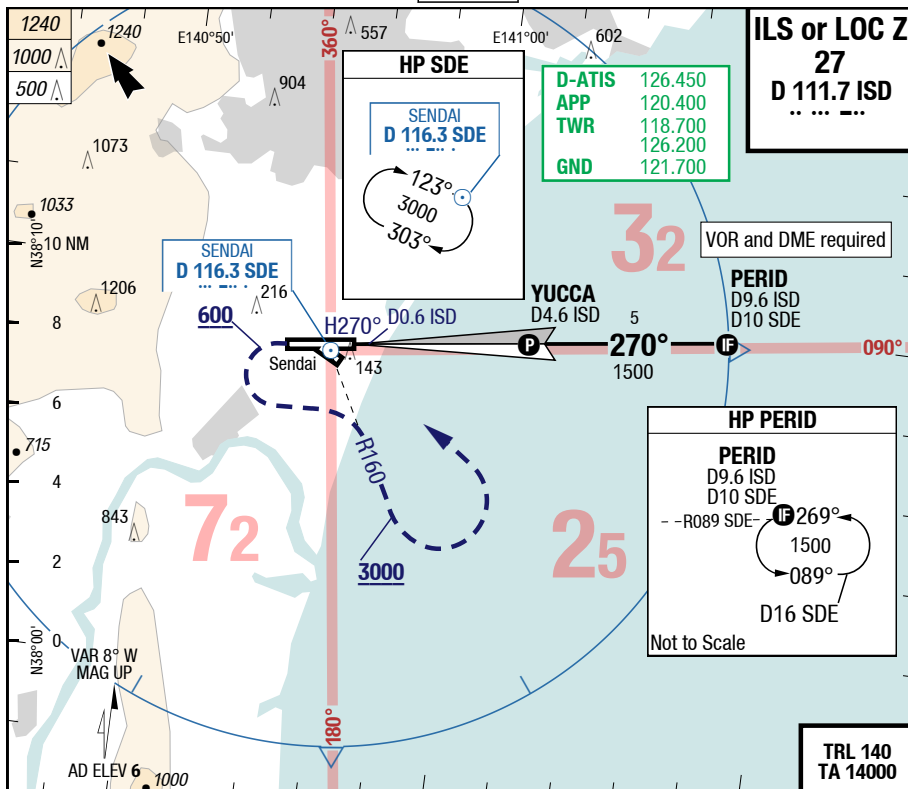 1240
1000
500
1240
E140°50'
360°
557
E141°00'
602
904
1073
1033
N38°10'
10 NM
1206
216
HP SDE
SENDAI
D 116.3 SDE
123°
3000
303°
D-ATIS 126.450
APP 120.400
TWR 118.700
126.200
GND 121.700
ILS or LOC Z
27
D 111.7 ISD
32
VOR and DME required
SENDAI
D 116.3 SDE
600
H270°
D0.6 ISD
YUCCA
D4.6 ISD
P
5
270°
1500
PERID
D9.6 ISD
D10 SDE
IF
090°
8
Sendai
143
6
715
4
R160
843
72
2
3000
25
HP PERID
PERID
D9.6 ISD
D10 SDE
R089 SDE
IF
269°
1500
089°
D16 SDE
Not to Scale
N38°00'
0
VAR 8° W
MAG UP
AD ELEV 6
1000
180°
TRL 140
TA 14000